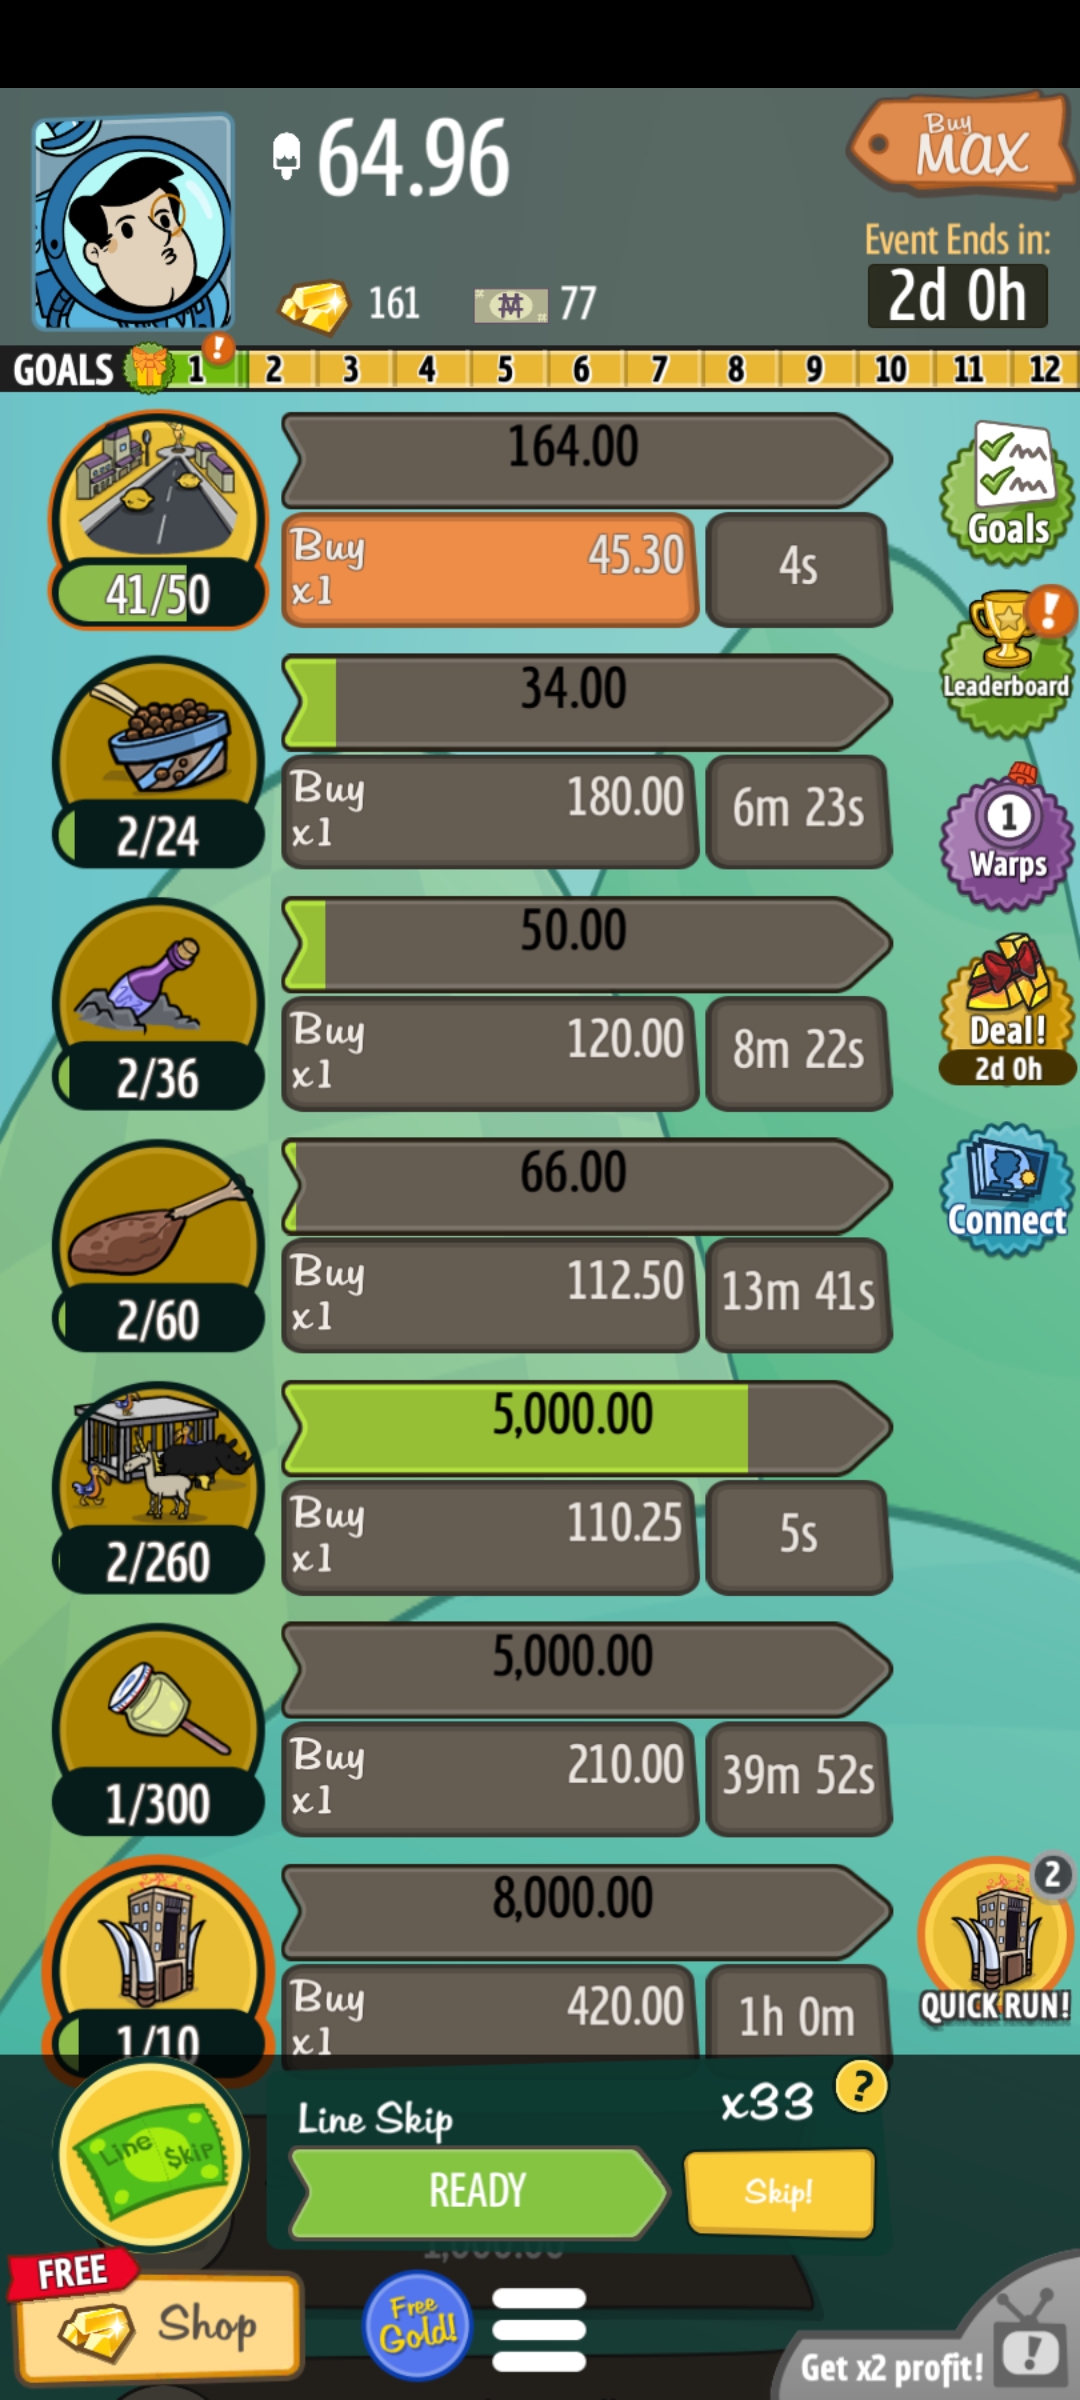 64.96
Buy
MAX
Event Ends in:
161
77
2d 0h
GOALS 1 ! 2 3 4 5 6 7 8 9 10 11 12
164.00
Buy
x1
45.30
4s
41/50
Goals
34.00
Buy
x1
180.00
6m 23s
2/24
!
Leaderboard
50.00
Buy
x1
120.00
8m 22s
2/36
1
Warps
66.00
Buy
x1
112.50
13m 41s
2/60
Deal!
2d 0h
Connect
5,000.00
Buy
x1
110.25
5s
2/260
5,000.00
Buy
x1
210.00
39m 52s
1/300
8,000.00
Buy
x1
420.00
1h 0m
1/10
2
QUICK RUN!
Line Skip
x33
?
Line $kip
READY
Skip!
FREE
Shop
Free
Gold!
Get x2 profit!
!